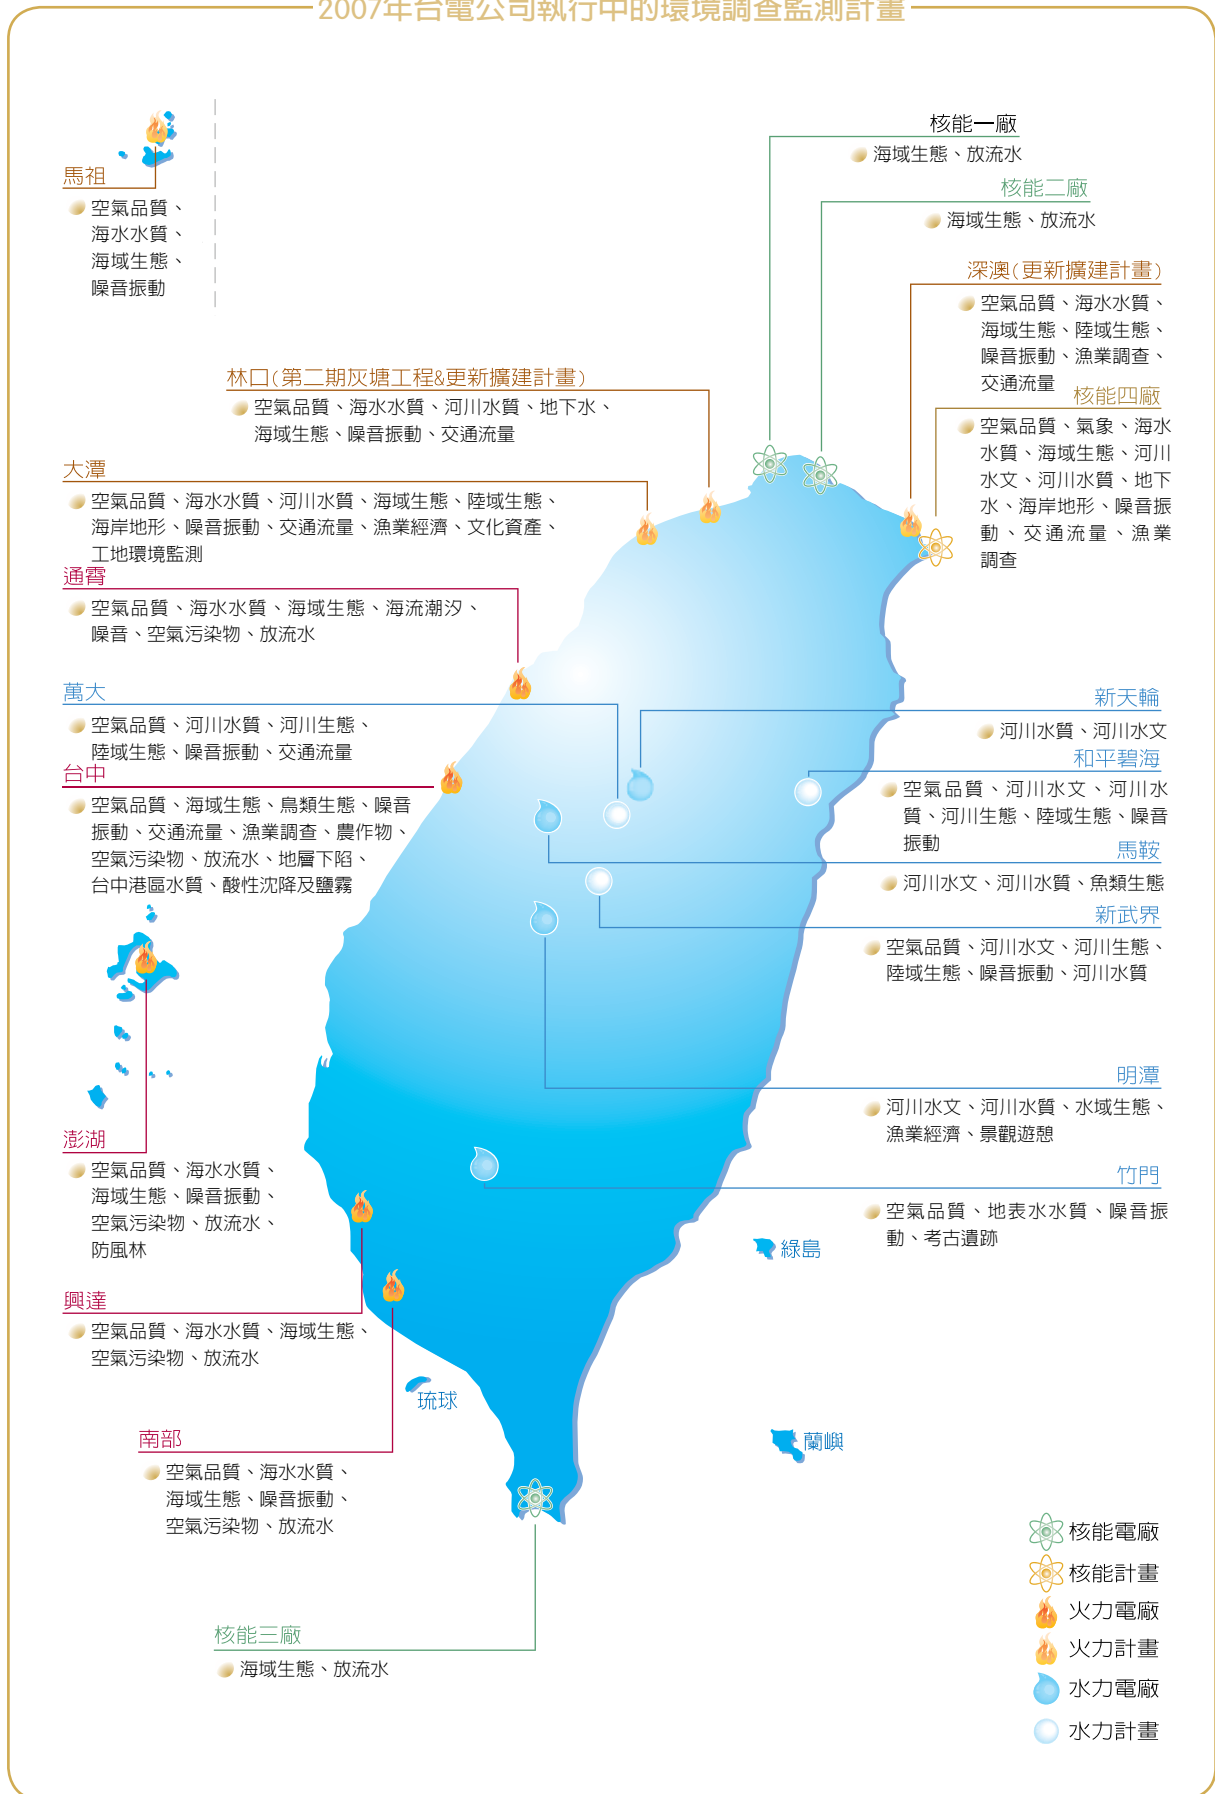 2007年台電公司執行中的環境調查監測計畫
馬祖
空氣品質、
海水水質、
海域生態、
噪音振動
核能一廠
海域生態、放流水
核能二廠
海域生態、放流水
深澳(更新擴建計畫)
空氣品質、海水水質、
海域生態、陸域生態、
噪音振動、漁業調查、
交通流量
核能四廠
空氣品質、氣象、海水
水質、海域生態、河川
水文、河川水質、地下
水、海岸地形、噪音振
動、交通流量、漁業
調查
林口(第二期灰塘工程&更新擴建計畫)
空氣品質、海水水質、河川水質、地下水、
海域生態、噪音振動、交通流量
大潭
空氣品質、海水水質、河川水質、海域生態、陸域生態、
海岸地形、噪音振動、交通流量、漁業經濟、文化資產、
工地環境監測
通霄
空氣品質、海水水質、海域生態、海流潮汐、
噪音、空氣污染物、放流水
萬大
空氣品質、河川水質、河川生態、
陸域生態、噪音振動、交通流量
台中
空氣品質、海域生態、鳥類生態、噪音
振動、交通流量、漁業調查、農作物、
空氣污染物、放流水、地層下陷、
台中港區水質、酸性沈降及鹽霧
新天輪
河川水質、河川水文
和平碧海
空氣品質、河川水文、河川水
質、河川生態、陸域生態、噪音
振動
馬鞍
河川水文、河川水質、魚類生態
新武界
空氣品質、河川水文、河川生態、
陸域生態、噪音振動、河川水質
明潭
河川水文、河川水質、水域生態、
漁業經濟、景觀遊憩
竹門
空氣品質、地表水水質、噪音振
動、考古遺跡
澎湖
空氣品質、海水水質、
海域生態、噪音振動、
空氣污染物、放流水、
防風林
興達
空氣品質、海水水質、海域生態、
空氣污染物、放流水
南部
空氣品質、海水水質、
海域生態、噪音振動、
空氣污染物、放流水
核能三廠
海域生態、放流水
綠島
琉球
蘭嶼
核能電廠
核能計畫
火力電廠
火力計畫
水力電廠
水力計畫